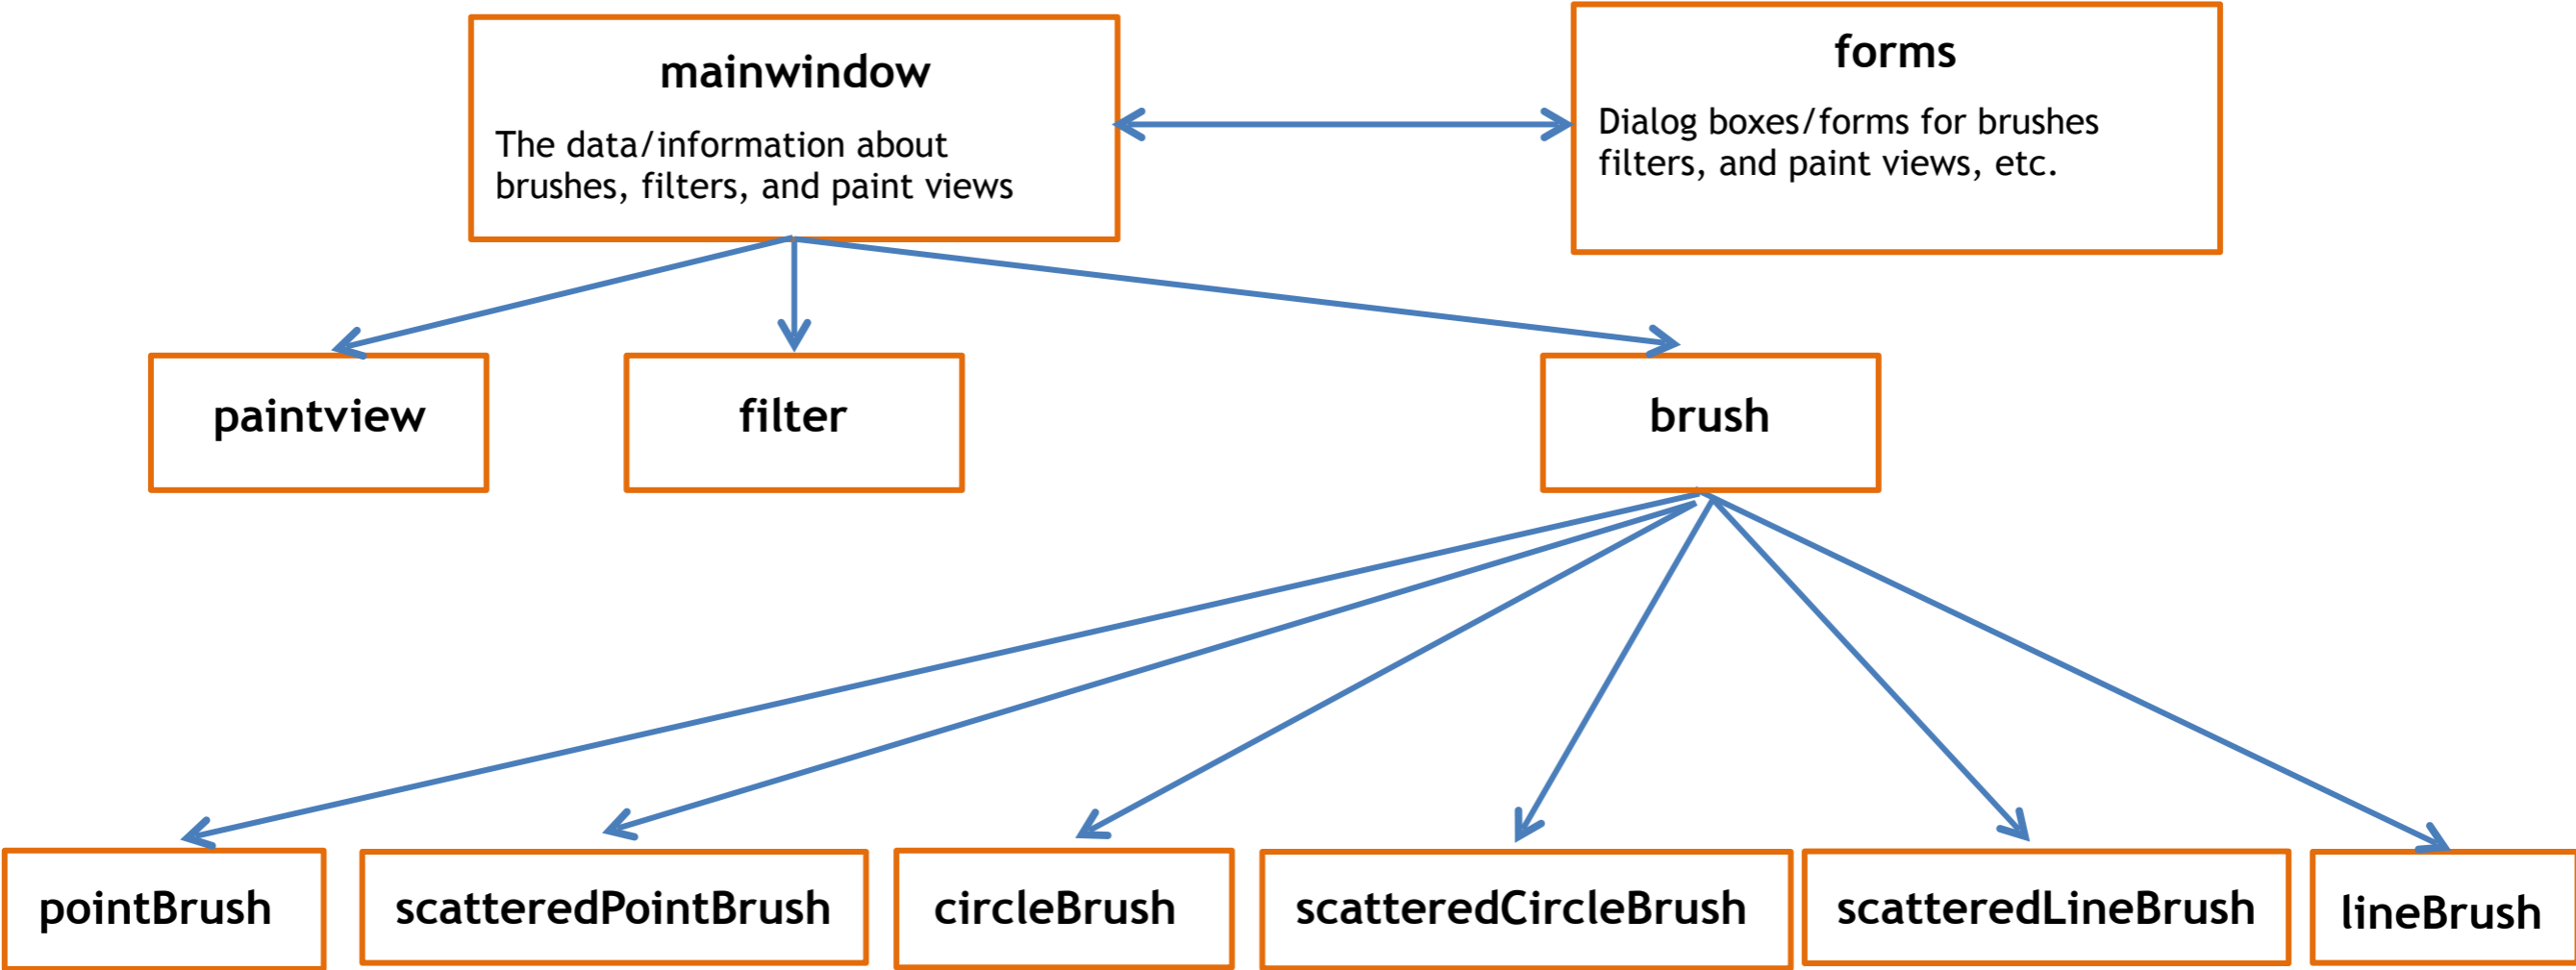 mainwindow
The data/information about
brushes, filters, and paint views
forms
Dialog boxes/forms for brushes
filters, and paint views, etc.
paintview
filter
brush
pointBrush
scatteredPointBrush
circleBrush
scatteredCircleBrush
scatteredLineBrush
lineBrush